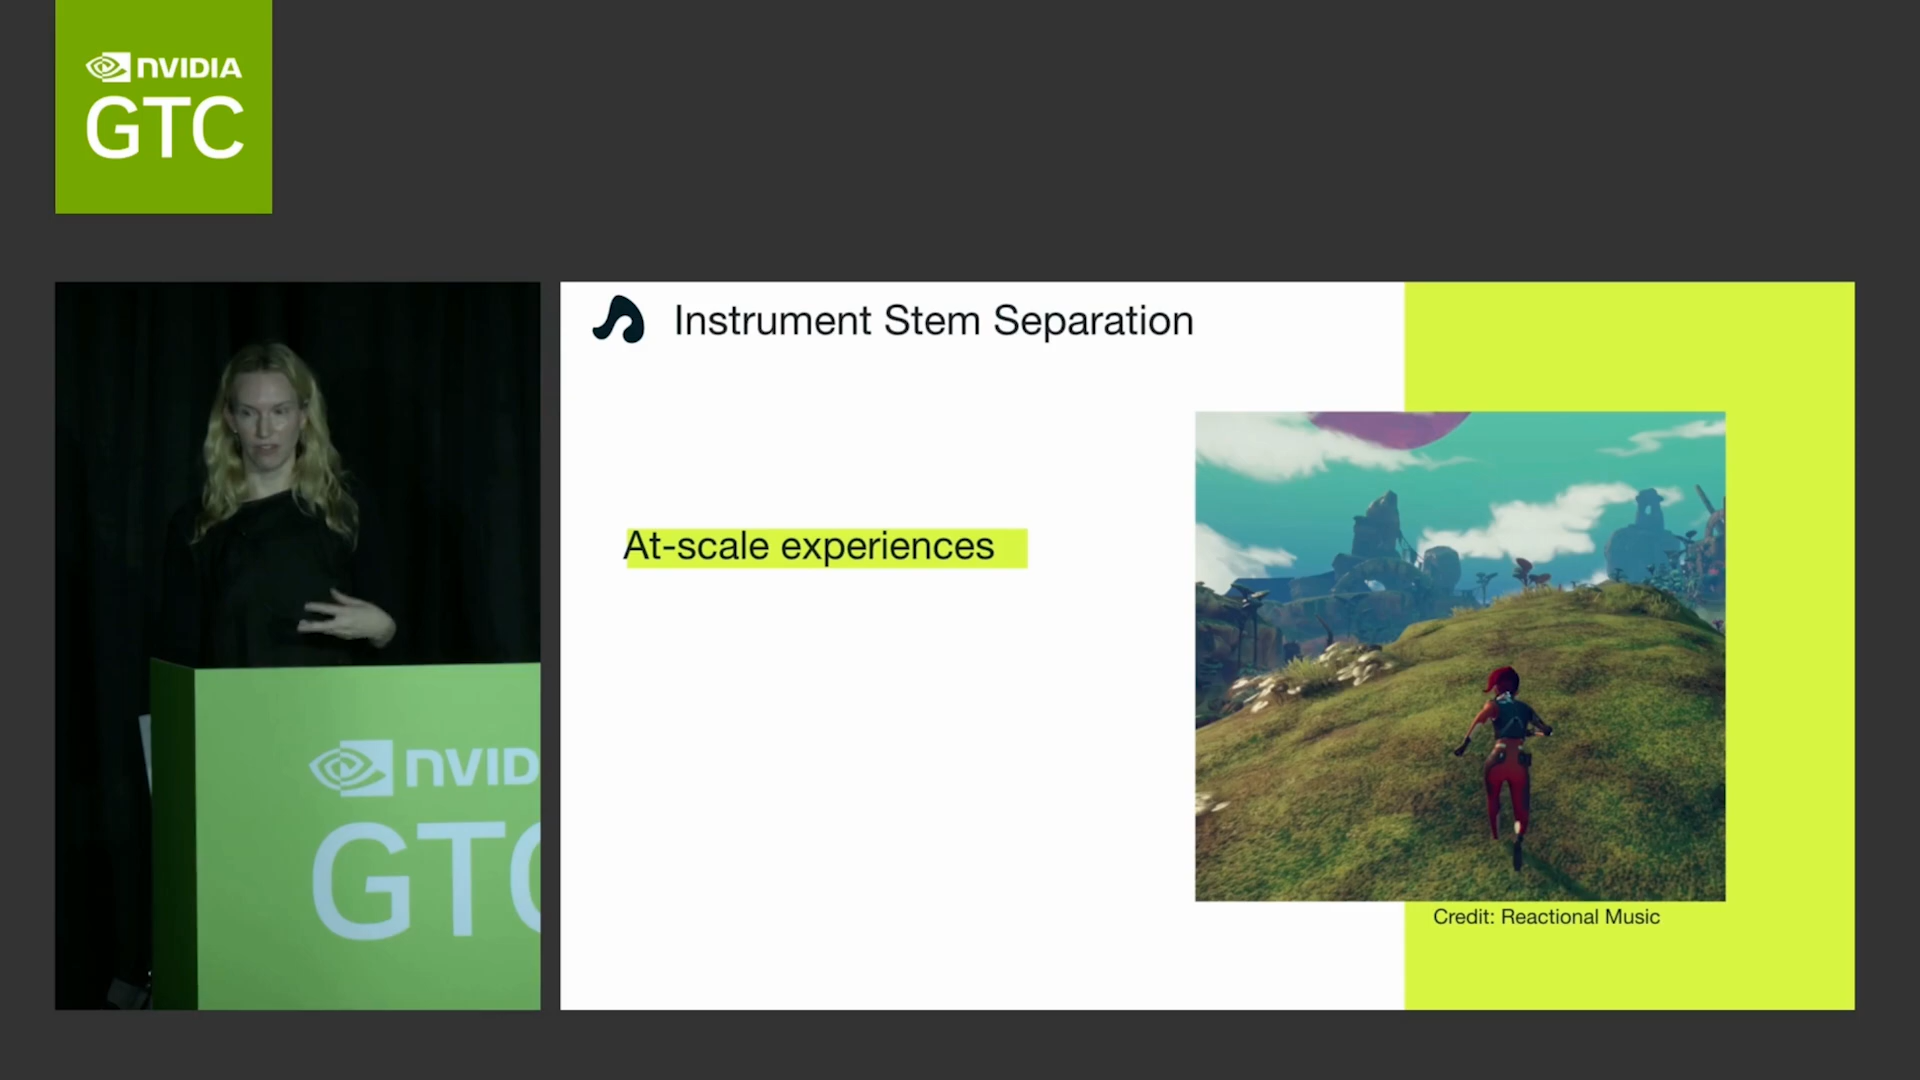 NVIDIA
GTC
Instrument Stem Separation
At-scale experiences
Credit: Reactional Music
NVID
GTC